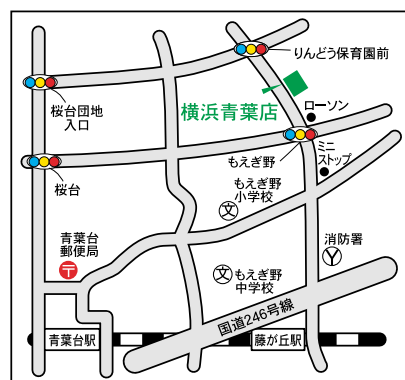 りんどう保育園前
桜台団地
入口
横浜青葉店
ローソン
もえぎ野
ミニ
ストップ
桜台
もえぎ野
小学校
文
青葉台
郵便局
〒
消防署
Y
文
もえぎ野
中学校
国道246号線
青葉台駅
藤が丘駅